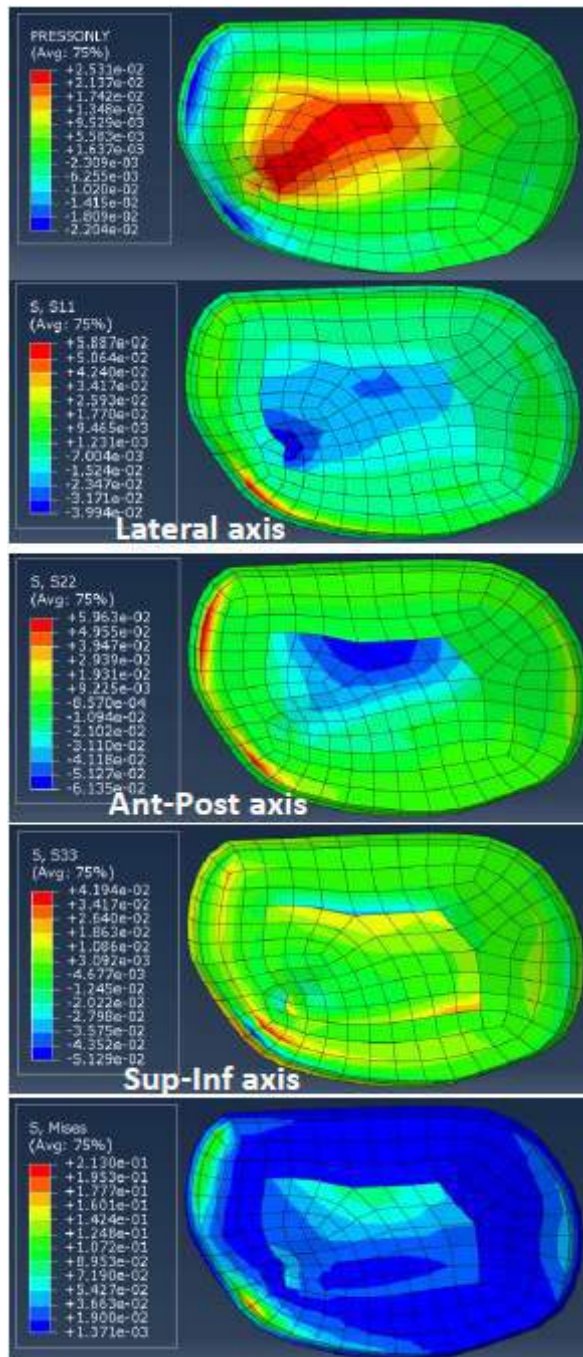 PRESSONLY
(Avg: 75%)
+2.531e-02
+2.137e-02
+1.742e-02
+1.348e-02
+9.529e-03
+5.583e-03
+1.637e-03
-2.309e-03
-6.255e-03
-1.020e-02
-1.415e-02
-1.809e-02
-2.204e-02
S, S11
(Avg: 75%)
+5.887e-02
+5.064e-02
+4.240e-02
+3.417e-02
+2.593e-02
+1.770e-02
+9.465e-03
+1.231e-03
-7.004e-03
-1.524e-02
-2.347e-02
-3.171e-02
-3.994e-02
Lateral axis
S, S22
(Avg: 75%)
+5.963e-02
+4.955e-02
+3.947e-02
+2.939e-02
+1.931e-02
+9.225e-03
-8.570e-04
-1.094e-02
-2.102e-02
-3.110e-02
-4.118e-02
-5.127e-02
-6.135e-02
Ant-Post axis
S, S33
(Avg: 75%)
+4.194e-02
+3.417e-02
+2.640e-02
+1.863e-02
+1.086e-02
+3.092e-03
-4.677e-03
-1.245e-02
-2.022e-02
-2.798e-02
-3.575e-02
-4.352e-02
-5.129e-02
Sup-Inf axis
S, Mises
(Avg: 75%)
+2.130e-01
+1.953e-01
+1.777e-01
+1.601e-01
+1.424e-01
+1.248e-01
+1.072e-01
+8.953e-02
+7.190e-02
+5.427e-02
+3.663e-02
+1.900e-02
+1.371e-03